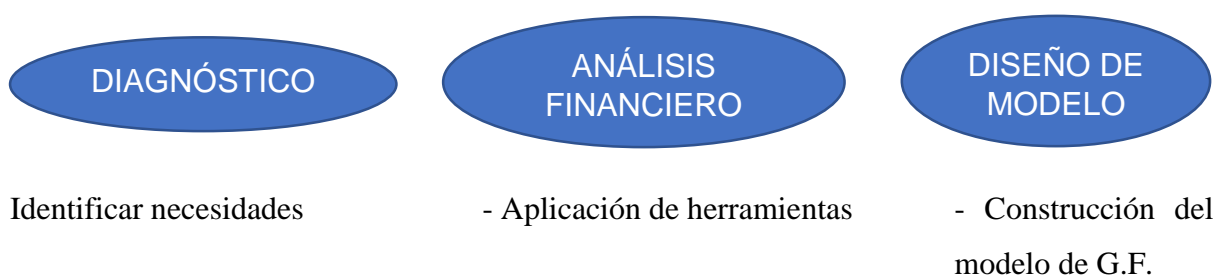 DIAGNÓSTICO
ANÁLISIS
FINANCIERO
DISEÑO DE
MODELO
Identificar necesidades
- Aplicación de herramientas
- Construcción del
modelo de G.F.